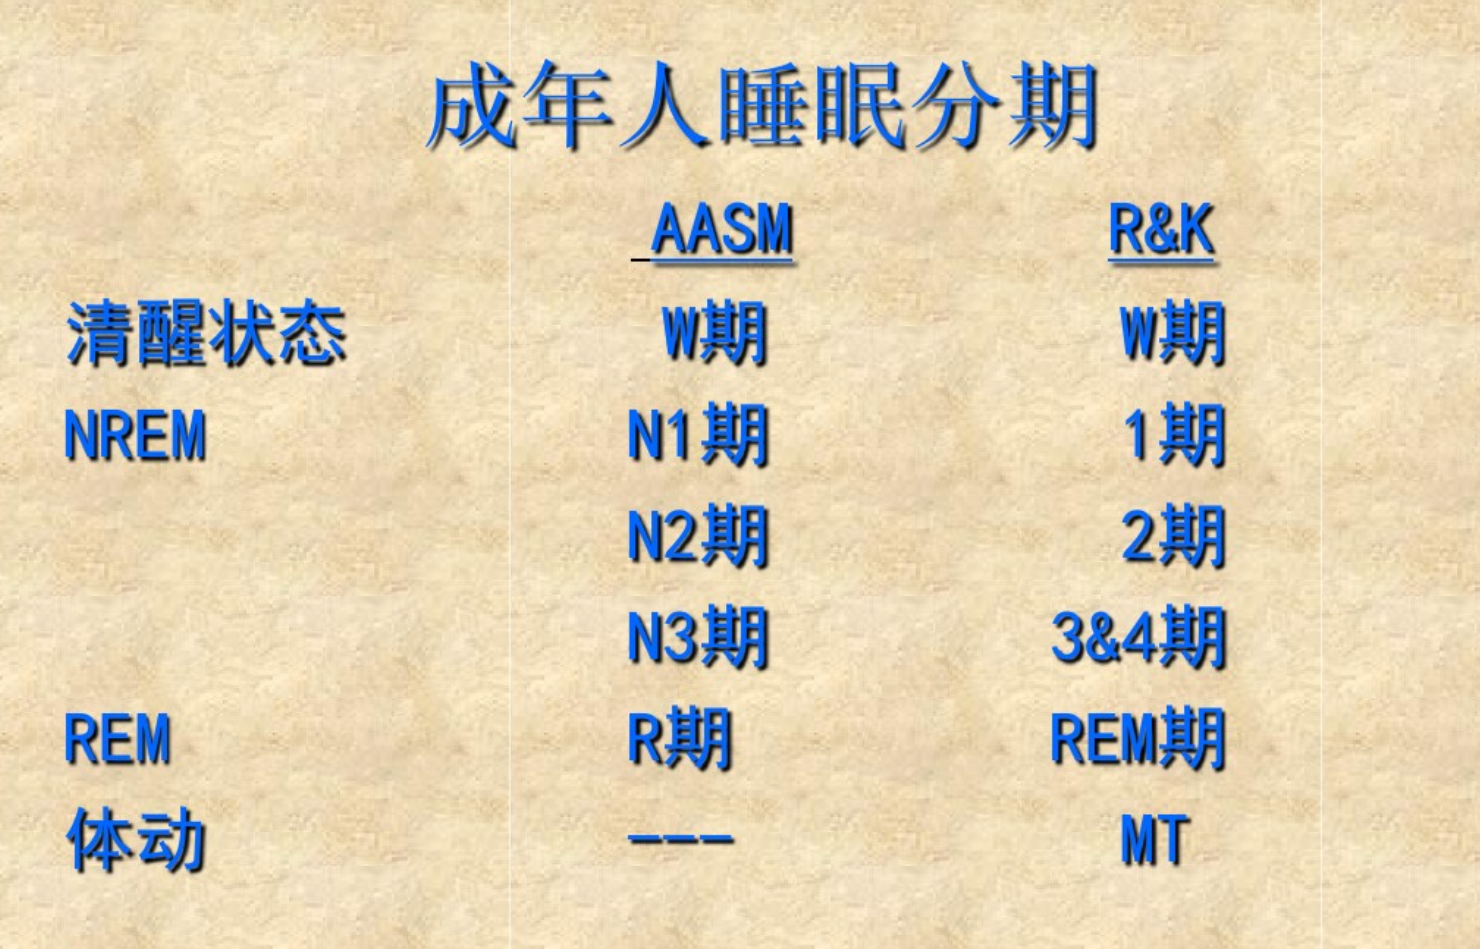 成年人睡眠分期
AASM R&K
清醒状态 W期 W期
NREM N1期 1期
N2期 2期
N3期 3&4期
REM R期 REM期
体动 --- MT